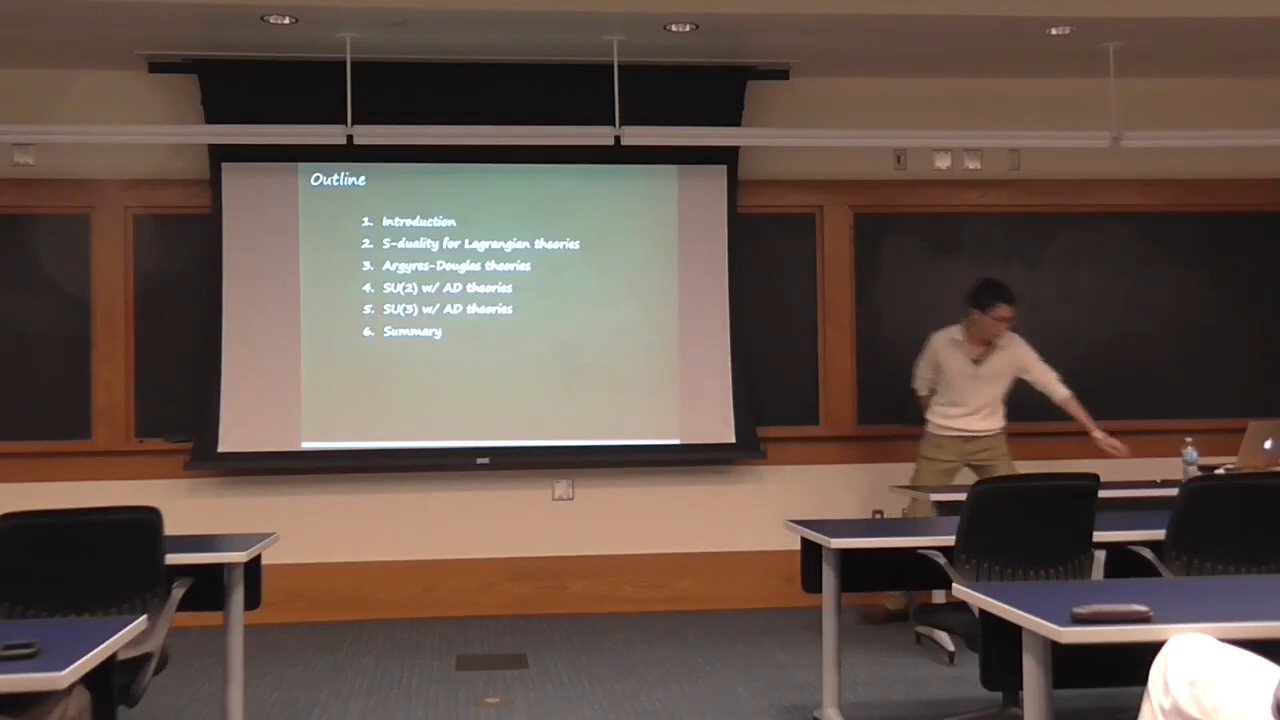 Outline
1. Introduction
2. S-duality for Lagrangian theories
3. Argyres-Douglas theories
4. SU(2) w/ AD theories
5. SU(3) w/ AD theories
6. Summary